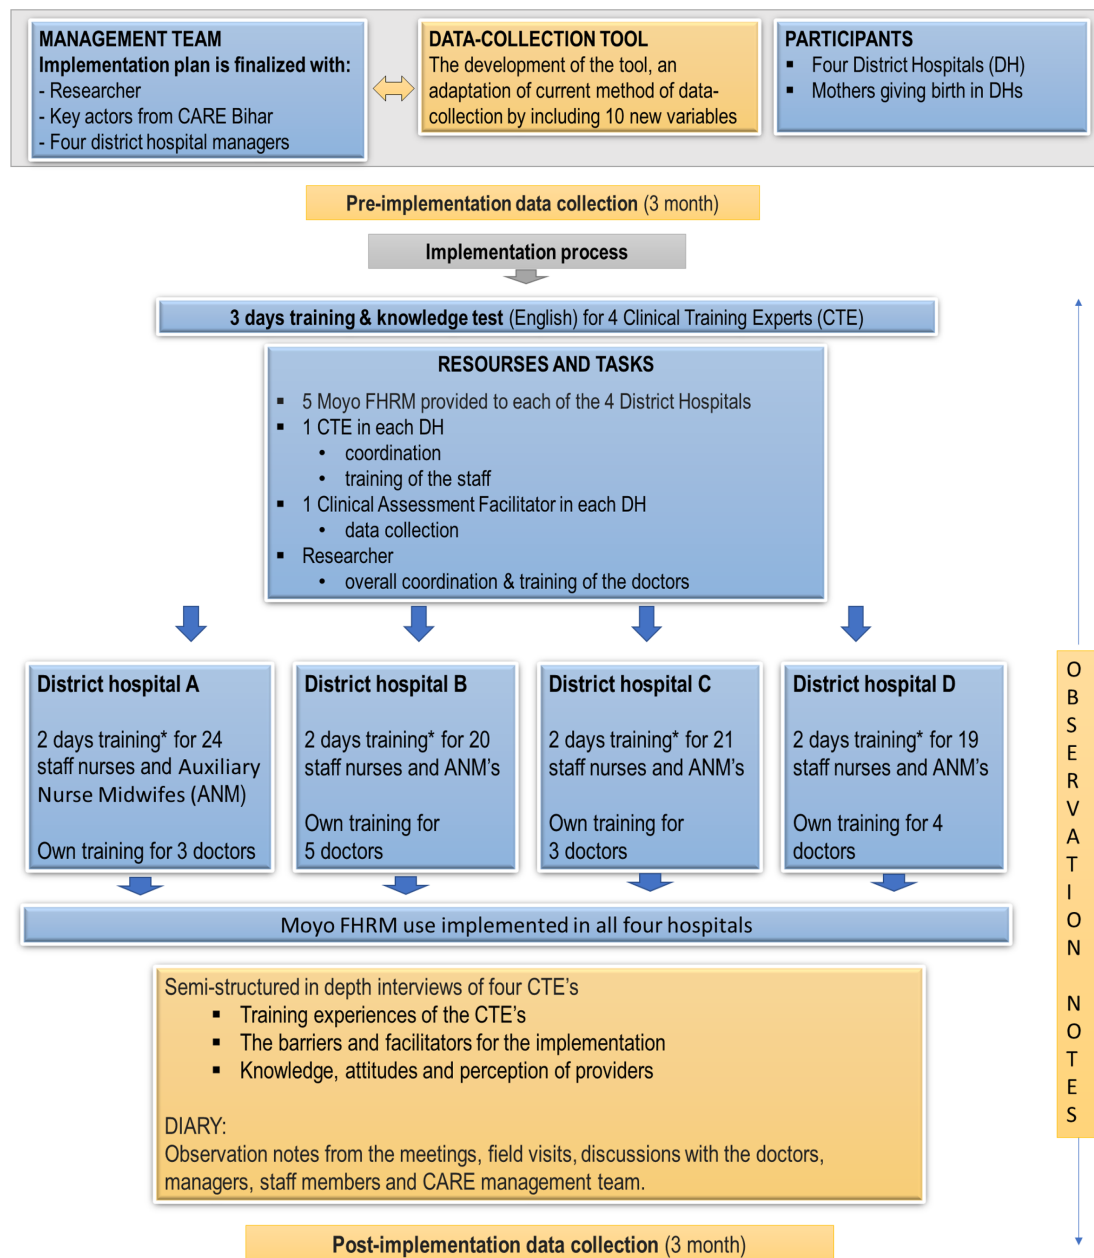 MANAGEMENT TEAM
Implementation plan is finalized with:
- Researcher
- Key actors from CARE Bihar
- Four district hospital managers
DATA-COLLECTION TOOL
The development of the tool, an
adaptation of current method of data-
collection by including 10 new variables
PARTICIPANTS
▪ Four District Hospitals (DH)
▪ Mothers giving birth in DHs
Pre-implementation data collection (3 month)
Implementation process
3 days training & knowledge test (English) for 4 Clinical Training Experts (CTE)
RESOURSES AND TASKS
▪ 5 Moyo FHRM provided to each of the 4 District Hospitals
▪ 1 CTE in each DH
• coordination
• training of the staff
▪ 1 Clinical Assessment Facilitator in each DH
• data collection
▪ Researcher
• overall coordination & training of the doctors
District hospital A
2 days training* for 24
staff nurses and Auxiliary
Nurse Midwifes (ANM)
Own training for 3 doctors
District hospital B
2 days training* for 20
staff nurses and ANM's
Own training for
5 doctors
District hospital C
2 days training* for 21
staff nurses and ANM's
Own training for
3 doctors
District hospital D
2 days training* for 19
staff nurses and ANM's
Own training for 4
doctors
Moyo FHRM use implemented in all four hospitals
Semi-structured in depth interviews of four CTE's
▪ Training experiences of the CTE's
▪ The barriers and facilitators for the implementation
▪ Knowledge, attitudes and perception of providers
DIARY:
Observation notes from the meetings, field visits, discussions with the doctors,
managers, staff members and CARE management team.
Post-implementation data collection (3 month)
OBSERVATION NOTES